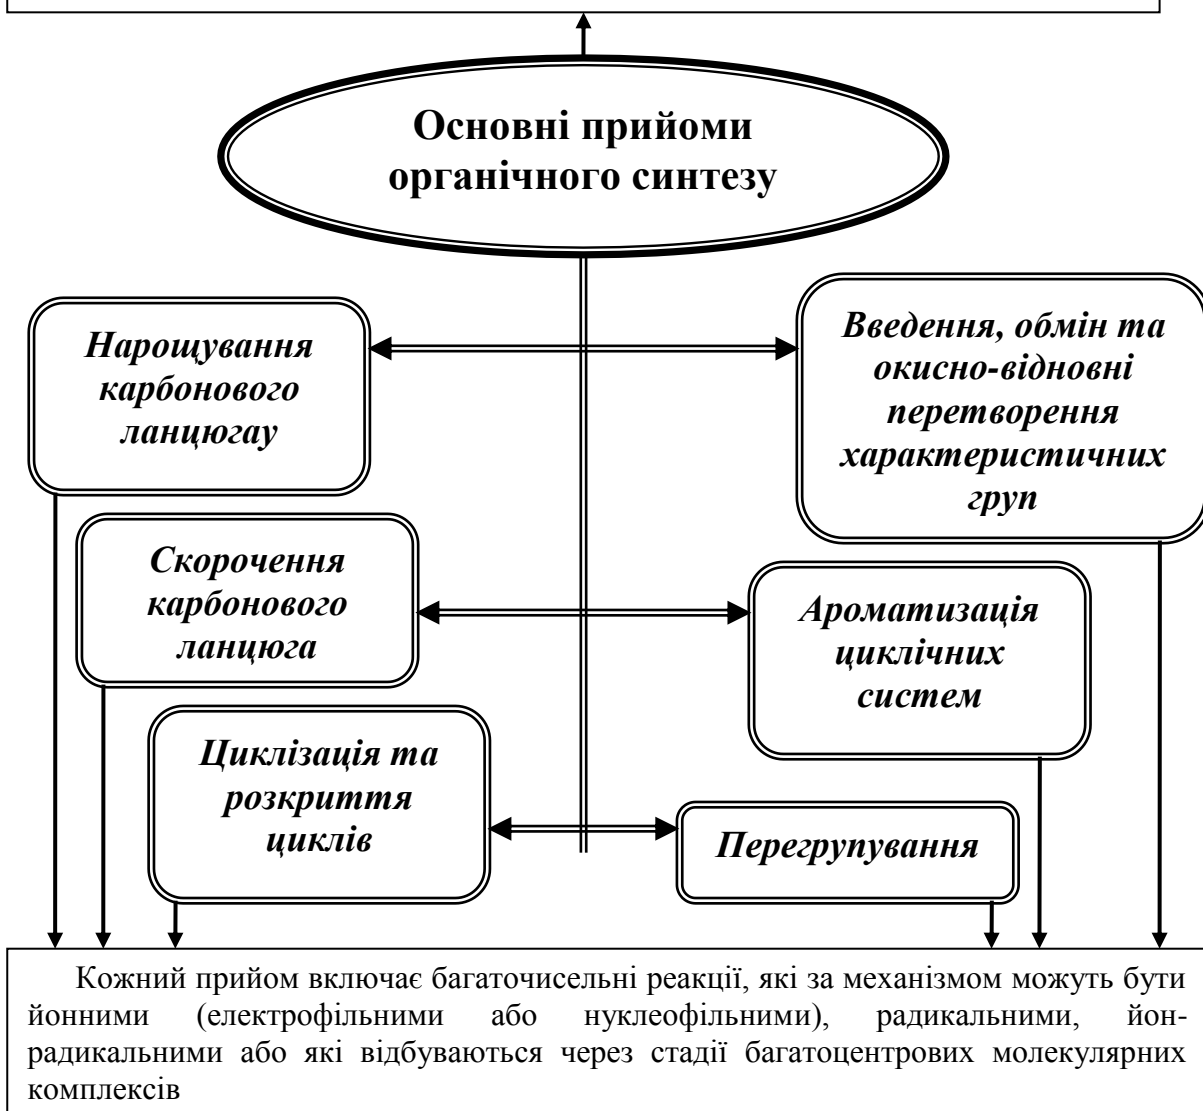 Основні прийоми
органічного синтезу
Нарощування
карбонового
ланцюгау
Введення, обмін та
окисно-відновні
перетворення
характеристичних
груп
Скорочення
карбонового
ланцюга
Ароматизація
циклічних
систем
Циклізація та
розкриття
циклів
Перегрупування
Кожний прийом включає багаточисельні реакції, які за механізмом можуть бути
йонними (електрофільними або нуклеофільними), радикальними, йон-
радикальними або які відбуваються через стадії багатоцентрових молекулярних
комплексів